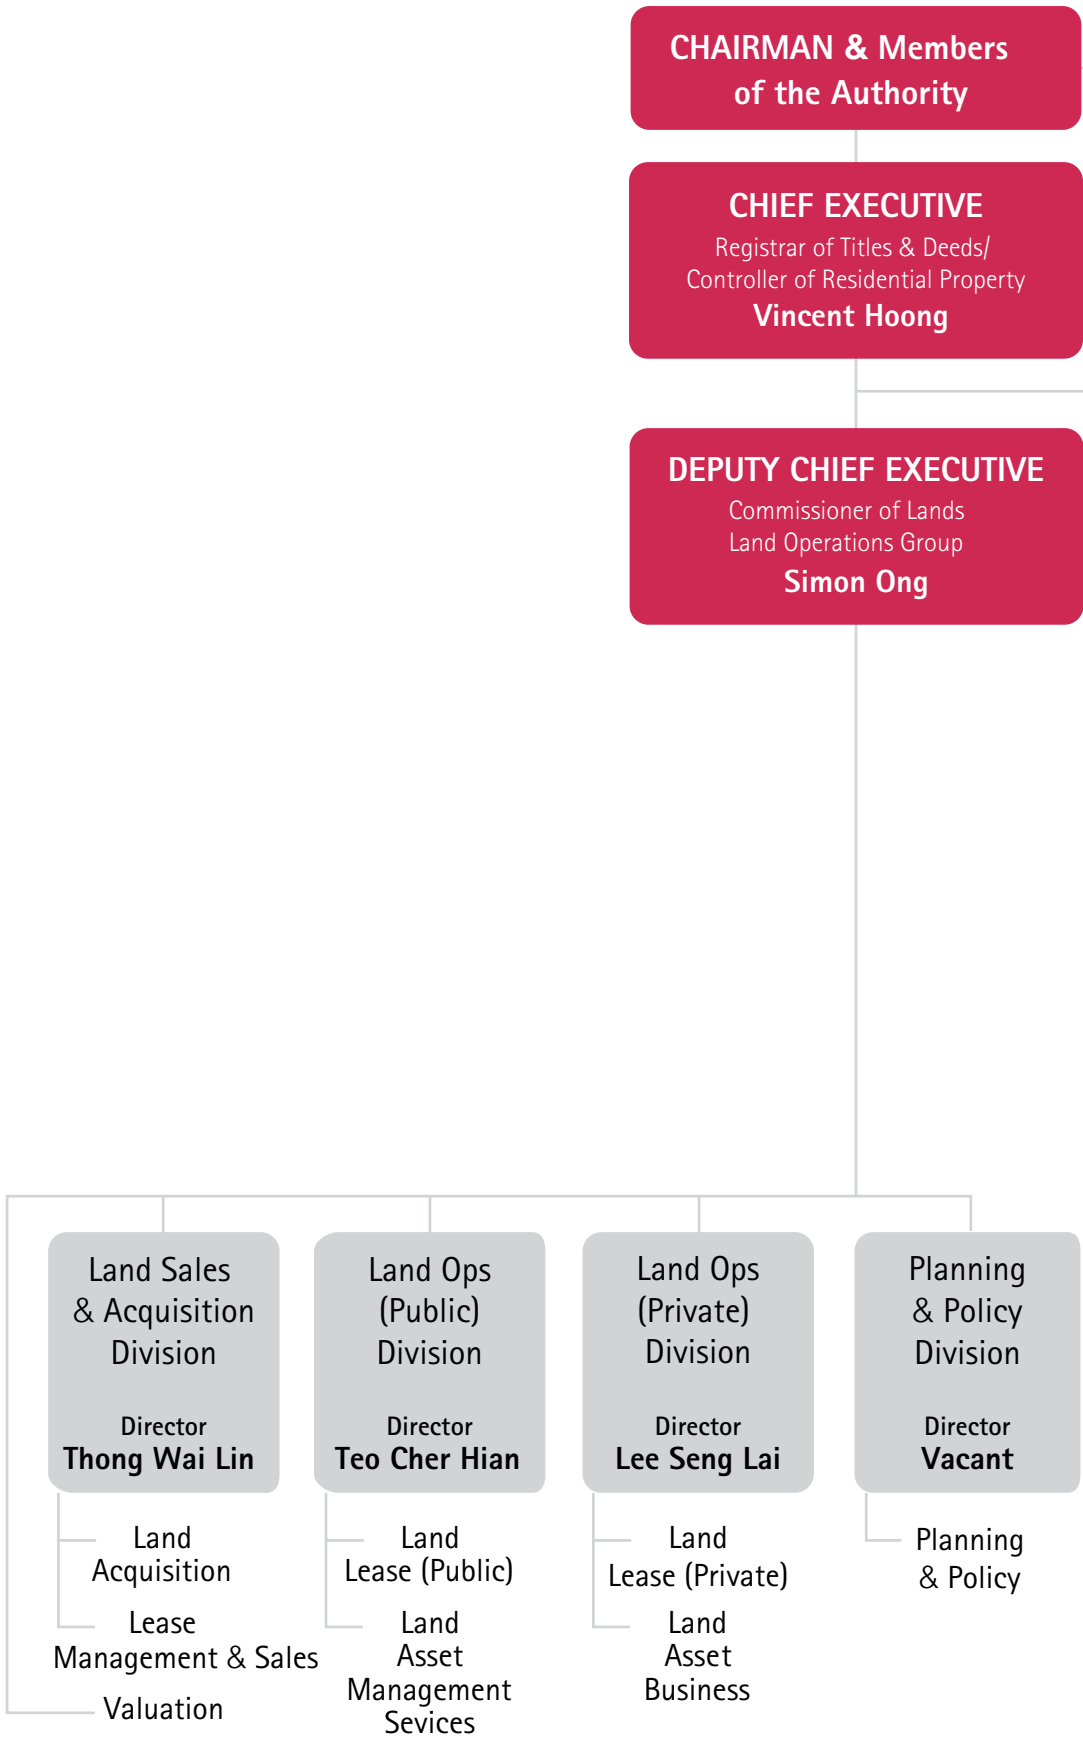 CHAIRMAN & Members
of the Authority
CHIEF EXECUTIVE
Registrar of Titles & Deeds/
Controller of Residential Property
Vincent Hoong
DEPUTY CHIEF EXECUTIVE
Commissioner of Lands
Land Operations Group
Simon Ong
Land Sales
& Acquisition
Division
Director
Thong Wai Lin
Land
Acquisition
Lease
Management & Sales
Valuation
Land Ops
(Public)
Division
Director
Teo Cher Hian
Land
Lease (Public)
Land
Asset
Management
Sevices
Land Ops
(Private)
Division
Director
Lee Seng Lai
Land
Lease (Private)
Land
Asset
Business
Planning
& Policy
Division
Director
Vacant
Planning
& Policy